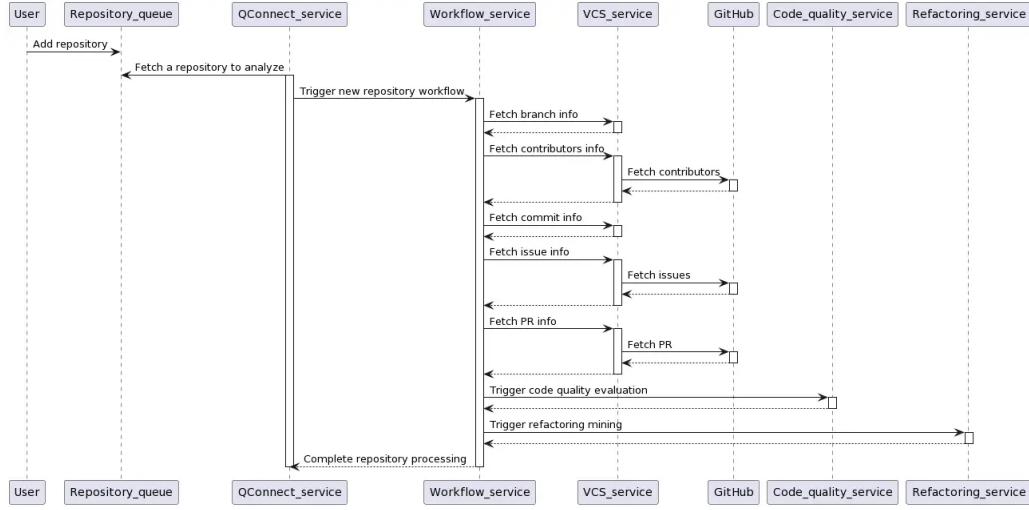 User Repository_queue QConnect_service Workflow_service VCS_service GitHub Code_quality_service Refactoring_service
Add repository
Fetch a repository to analyze
Trigger new repository workflow
Fetch branch info
Fetch contributors info
Fetch contributors
Fetch commit info
Fetch issue info
Fetch issues
Fetch PR info
Fetch PR
Trigger code quality evaluation
Trigger refactoring mining
Complete repository processing
User Repository_queue QConnect_service Workflow_service VCS_service GitHub Code_quality_service Refactoring_service